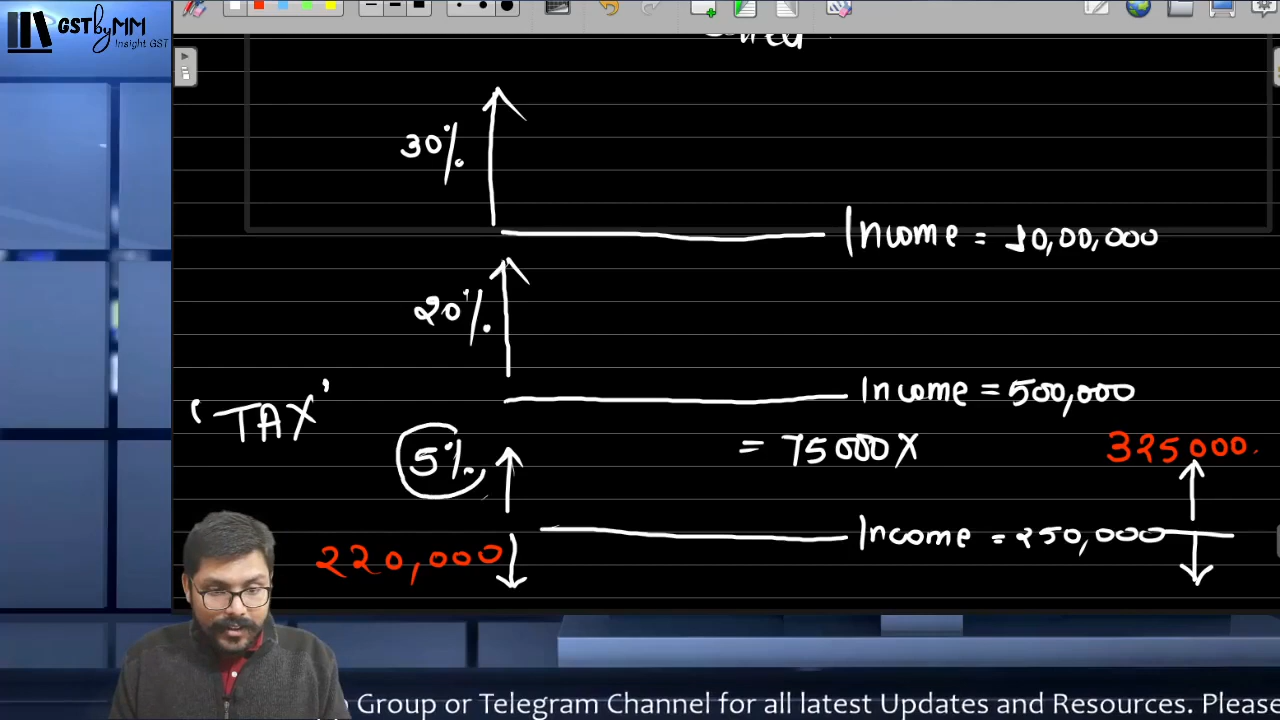 GSTbyMM
Insight GST
30%.
Income = 10,00,000
20%.
Income = 500,000
'TAX'
5%.
= 75000X
325000.
Income = 250,000
220,000
Group or Telegram Channel for all latest Updates and Resources. Please